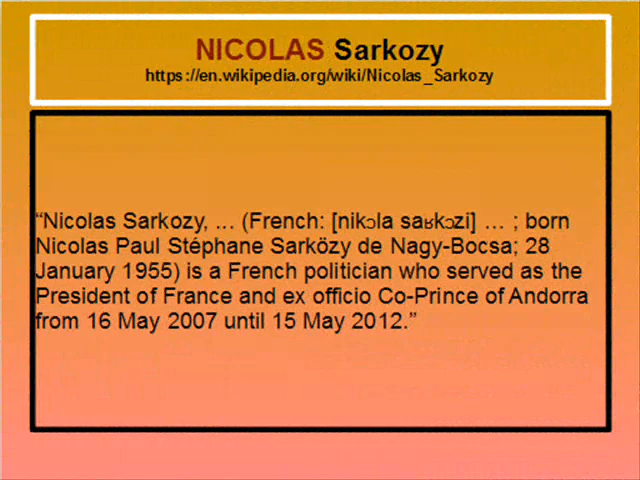 NICOLAS Sarkozy
https://en.wikipedia.org/wiki/Nicolas_Sarkozy
“Nicolas Sarkozy, ... (French: [nikɔla saʁkɔzi] … ; born
Nicolas Paul Stéphane Sarközy de Nagy-Bocsa; 28
January 1955) is a French politician who served as the
President of France and ex officio Co-Prince of Andorra
from 16 May 2007 until 15 May 2012.”